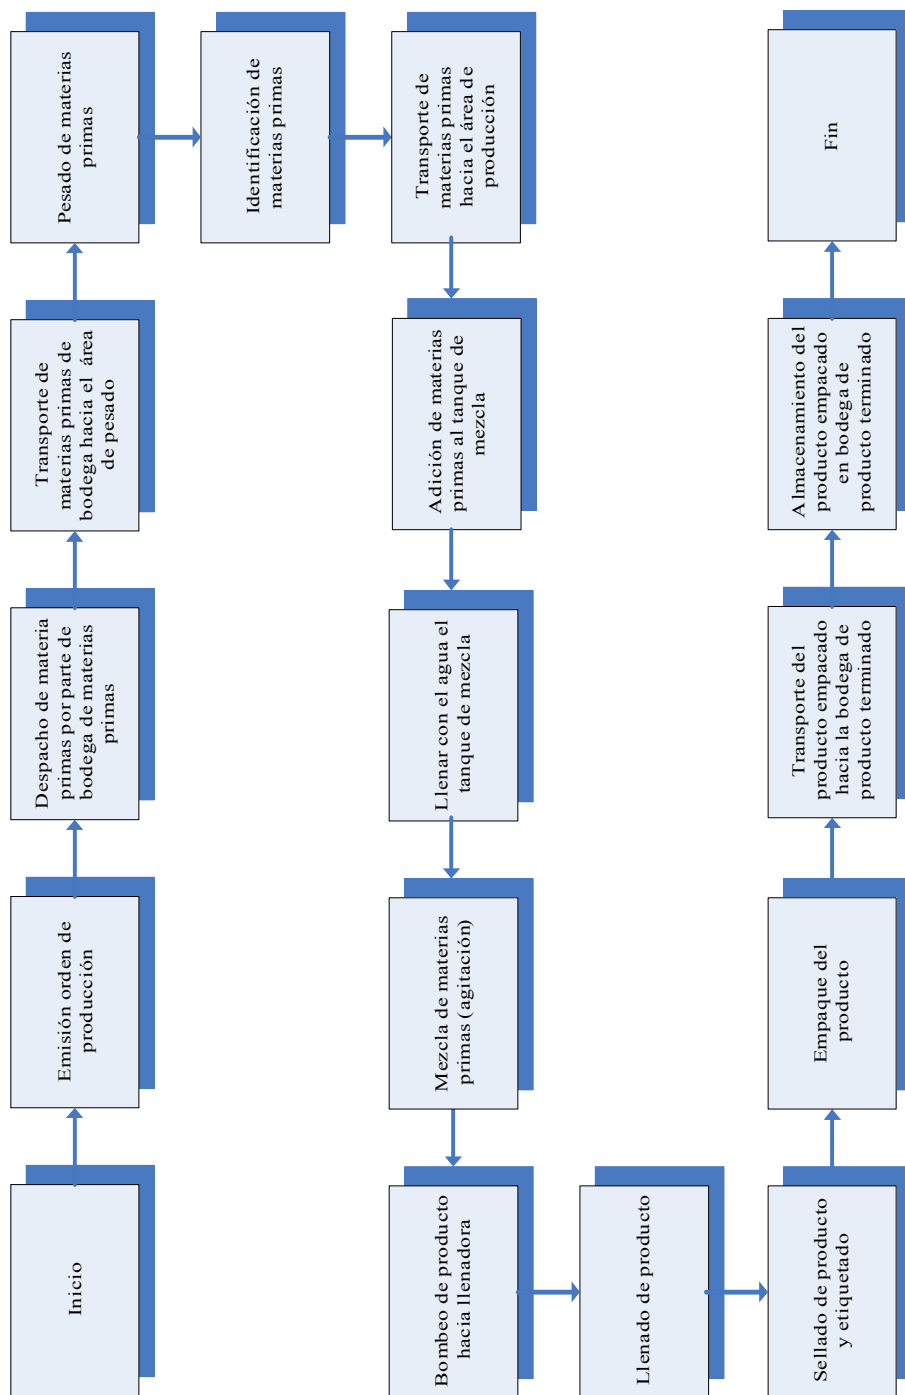 Inicio
Emisión orden de
producción
Despacho de materia
primas por parte de
bodega de materias
primas
Transporte de
materias primas de
bodega hacia el área
de pesado
Pesado de materias
primas
Identificación de
materias primas
Transporte de
materias primas
hacia el área de
producción
Adición de materias
primas al tanque de
mezcla
Llenar con el agua el
tanque de mezcla
Mezcla de materias
primas (agitación)
Bombeo de producto
hacia llenadora
Llenado de producto
Sellado de producto
y etiquetado
Empaque del
producto
Transporte del
producto empacado
hacia la bodega de
producto terminado
Almacenamiento del
producto empacado
en bodega de
producto terminado
Fin